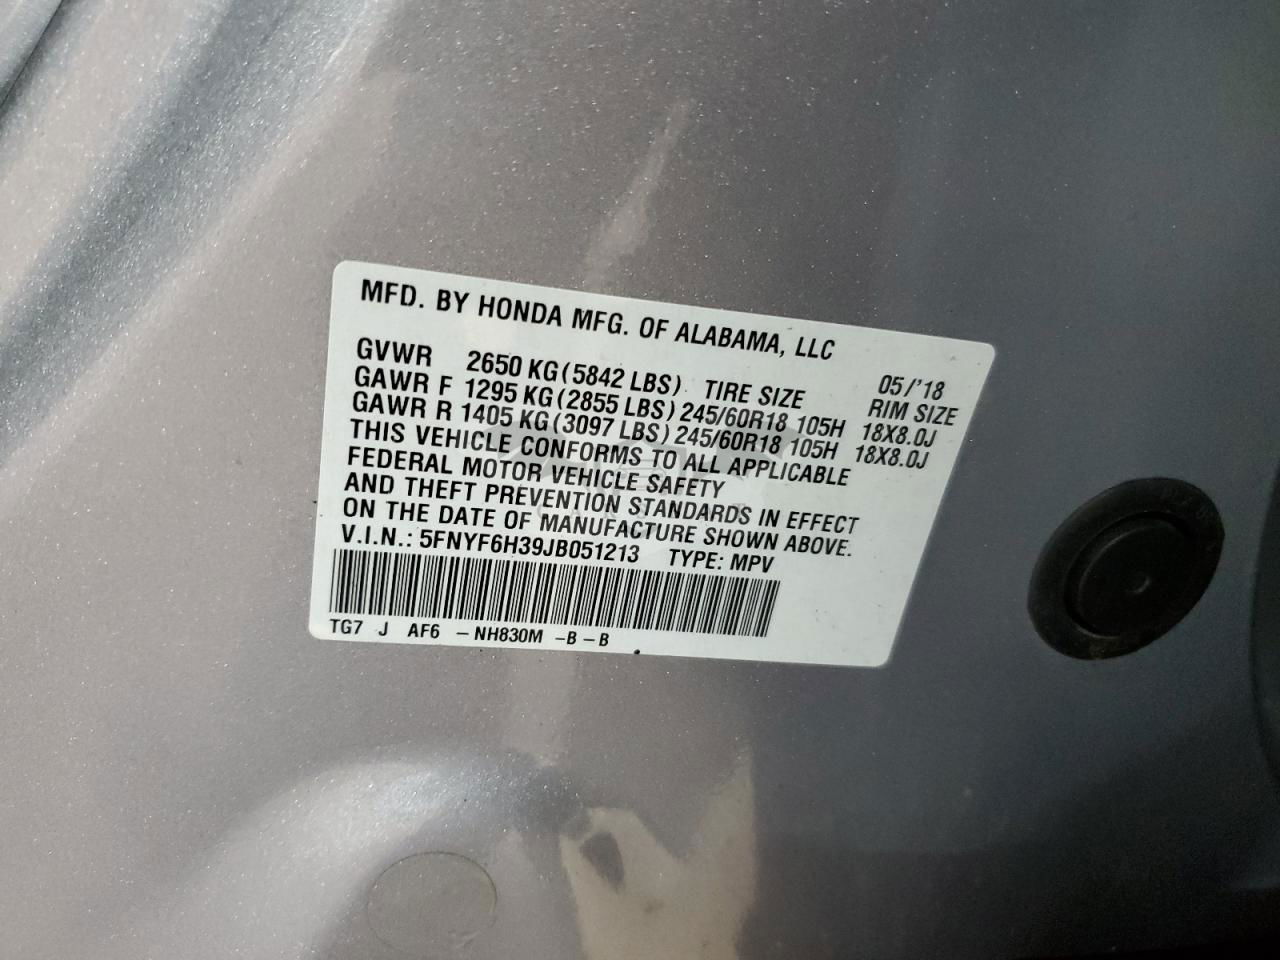 MFD. BY HONDA MFG. OF ALABAMA, LLC
05/'18
GVWR 2650 KG (5842 LBS) TIRE SIZE RIM SIZE
GAWR F 1295 KG (2855 LBS) 245/60R18 105H 18X8.0J
GAWR R 1405 KG (3097 LBS) 245/60R18 105H 18X8.0J
THIS VEHICLE CONFORMS TO ALL APPLICABLE
FEDERAL MOTOR VEHICLE SAFETY
AND THEFT PREVENTION STANDARDS IN EFFECT
ON THE DATE OF MANUFACTURE SHOWN ABOVE.
V.I.N.: 5FNYF6H39JB051213 TYPE: MPV
TG7 J AF6 - NH830M - B - B